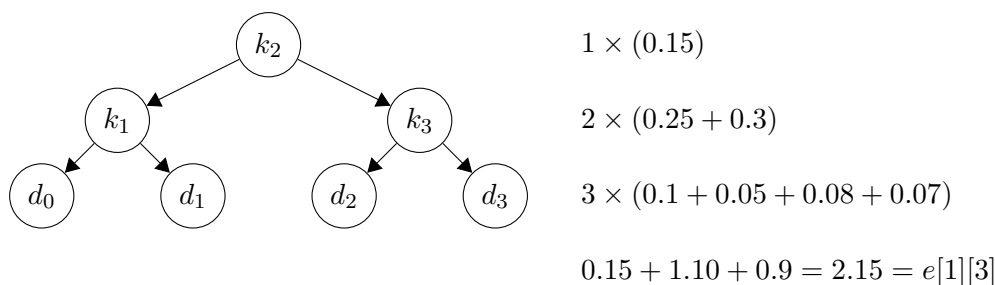 k₂ 1 × (0.15)
k₁ k₃ 2 × (0.25 + 0.3)
d₀ d₁ d₂ d₃ 3 × (0.1 + 0.05 + 0.08 + 0.07)
0.15 + 1.10 + 0.9 = 2.15 = e[1][3]